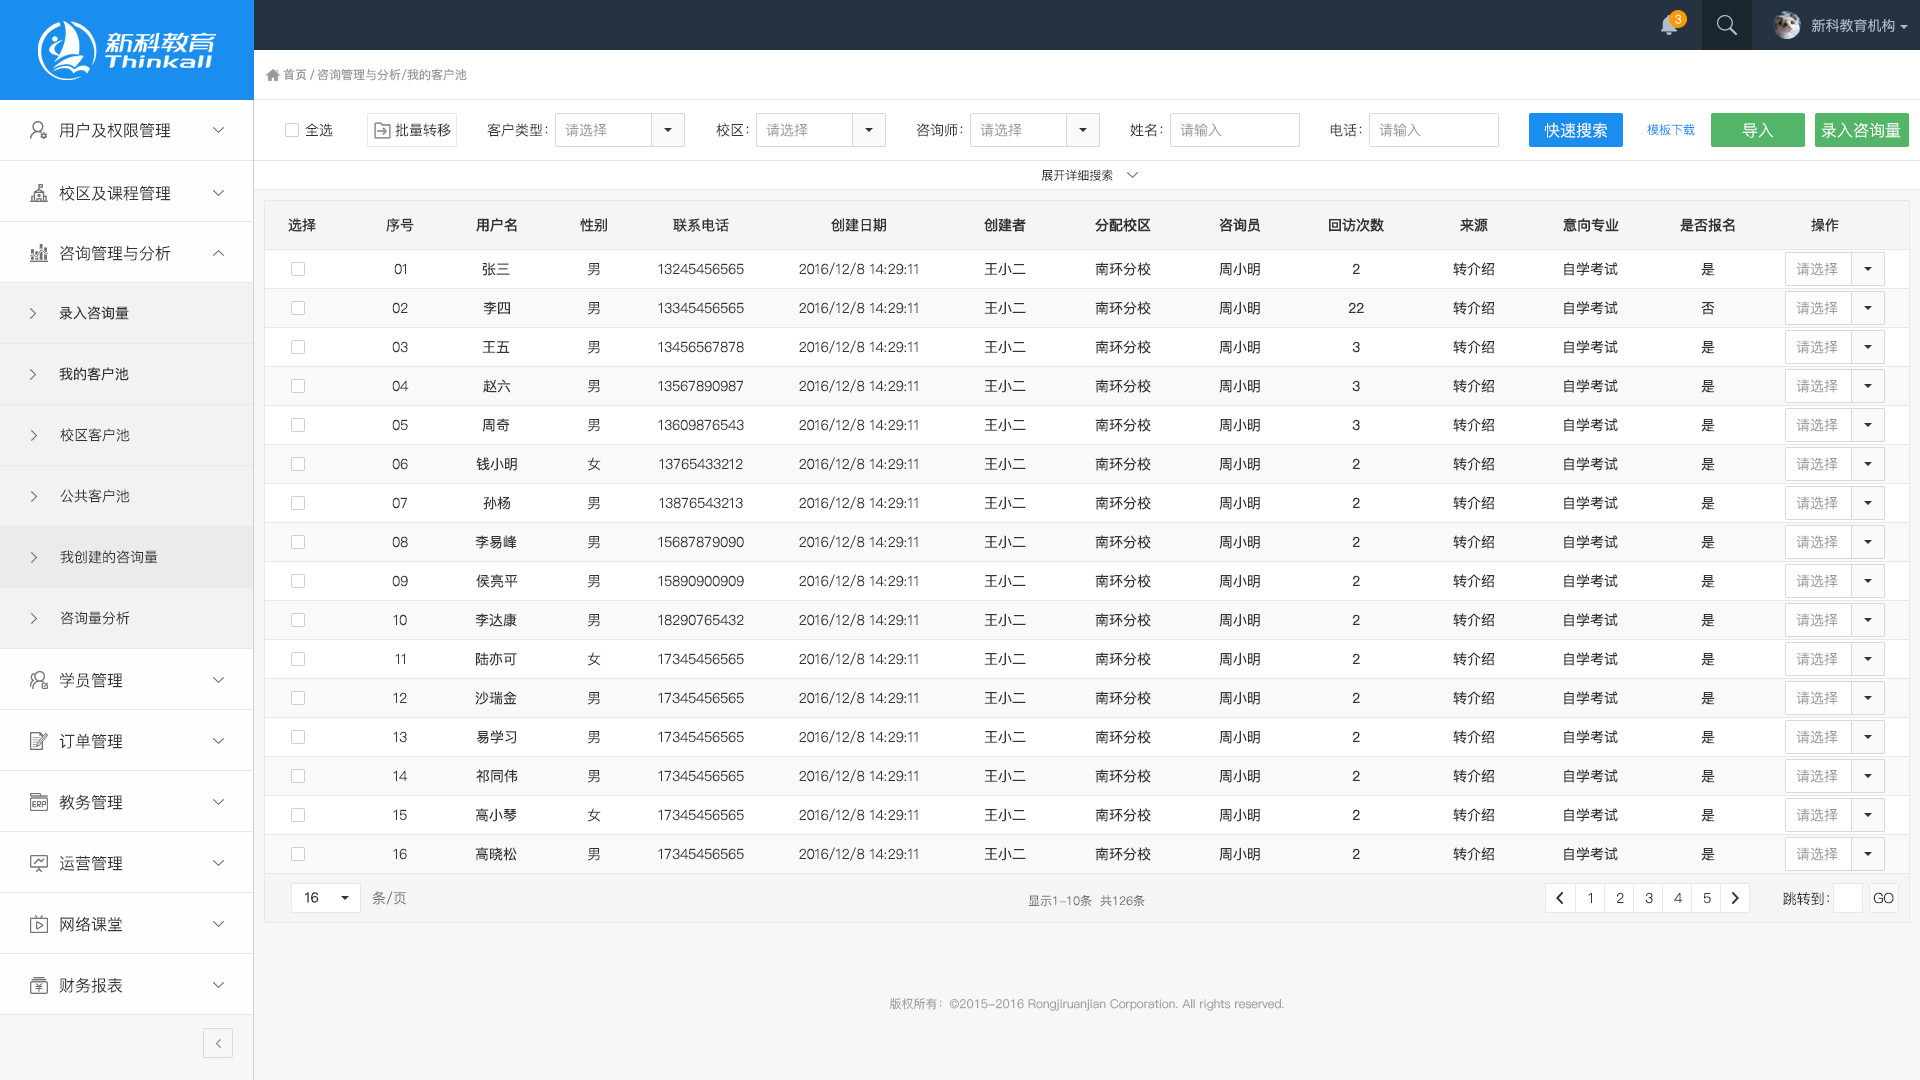 新科教育
Thinkall
3
新科教育机构
首页 / 咨询管理与分析/我的客户池
用户及权限管理
校区及课程管理
咨询管理与分析
录入咨询量
我的客户池
校区客户池
公共客户池
我创建的咨询量
咨询量分析
学员管理
订单管理
ERP 教务管理
运营管理
网络课堂
财务报表
全选 批量转移 客户类型: 请选择 校区: 请选择 咨询师: 请选择 姓名: 请输入 电话: 请输入 快速搜索 模板下载 导入 录入咨询量
展开详细搜索
选择 序号 用户名 性别 联系电话 创建日期 创建者 分配校区 咨询员 回访次数 来源 意向专业 是否报名 操作
01 张三 男 13245456565 2016/12/8 14:29:11 王小二 南环分校 周小明 2 转介绍 自学考试 是 请选择
02 李四 男 13345456565 2016/12/8 14:29:11 王小二 南环分校 周小明 22 转介绍 自学考试 否 请选择
03 王五 男 13456567878 2016/12/8 14:29:11 王小二 南环分校 周小明 3 转介绍 自学考试 是 请选择
04 赵六 男 13567890987 2016/12/8 14:29:11 王小二 南环分校 周小明 3 转介绍 自学考试 是 请选择
05 周奇 男 13609876543 2016/12/8 14:29:11 王小二 南环分校 周小明 3 转介绍 自学考试 是 请选择
06 钱小明 女 13765433212 2016/12/8 14:29:11 王小二 南环分校 周小明 2 转介绍 自学考试 是 请选择
07 孙杨 男 13876543213 2016/12/8 14:29:11 王小二 南环分校 周小明 2 转介绍 自学考试 是 请选择
08 李易峰 男 15687879090 2016/12/8 14:29:11 王小二 南环分校 周小明 2 转介绍 自学考试 是 请选择
09 侯亮平 男 15890900909 2016/12/8 14:29:11 王小二 南环分校 周小明 2 转介绍 自学考试 是 请选择
10 李达康 男 18290765432 2016/12/8 14:29:11 王小二 南环分校 周小明 2 转介绍 自学考试 是 请选择
11 陆亦可 女 17345456565 2016/12/8 14:29:11 王小二 南环分校 周小明 2 转介绍 自学考试 是 请选择
12 沙瑞金 男 17345456565 2016/12/8 14:29:11 王小二 南环分校 周小明 2 转介绍 自学考试 是 请选择
13 易学习 男 17345456565 2016/12/8 14:29:11 王小二 南环分校 周小明 2 转介绍 自学考试 是 请选择
14 祁同伟 男 17345456565 2016/12/8 14:29:11 王小二 南环分校 周小明 2 转介绍 自学考试 是 请选择
15 高小琴 女 17345456565 2016/12/8 14:29:11 王小二 南环分校 周小明 2 转介绍 自学考试 是 请选择
16 高晓松 男 17345456565 2016/12/8 14:29:11 王小二 南环分校 周小明 2 转介绍 自学考试 是 请选择
16 条/页 显示1-10条 共126条 1 2 3 4 5 跳转到: GO
版权所有: ©2015-2016 Rongjiruanjian Corporation. All rights reserved.